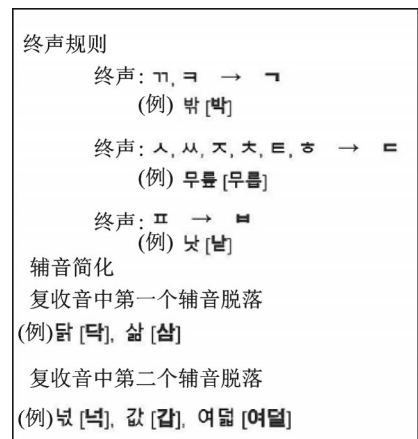 终声规则
终声: ㄲ, ㅋ → ㄱ
(例) 밖 [박]
终声: ㅅ, ㅆ, ㅈ, ㅊ, ㅌ, ㅎ → ㄷ
(例) 무릎 [무릅]
终声: ㅍ → ㅂ
(例) 낫 [낟]
辅音简化
复收音中第一个辅音脱落
(例)닭 [닥], 삶 [삼]
复收音中第二个辅音脱落
(例)넋 [넉], 값 [갑], 여덟 [여덜]